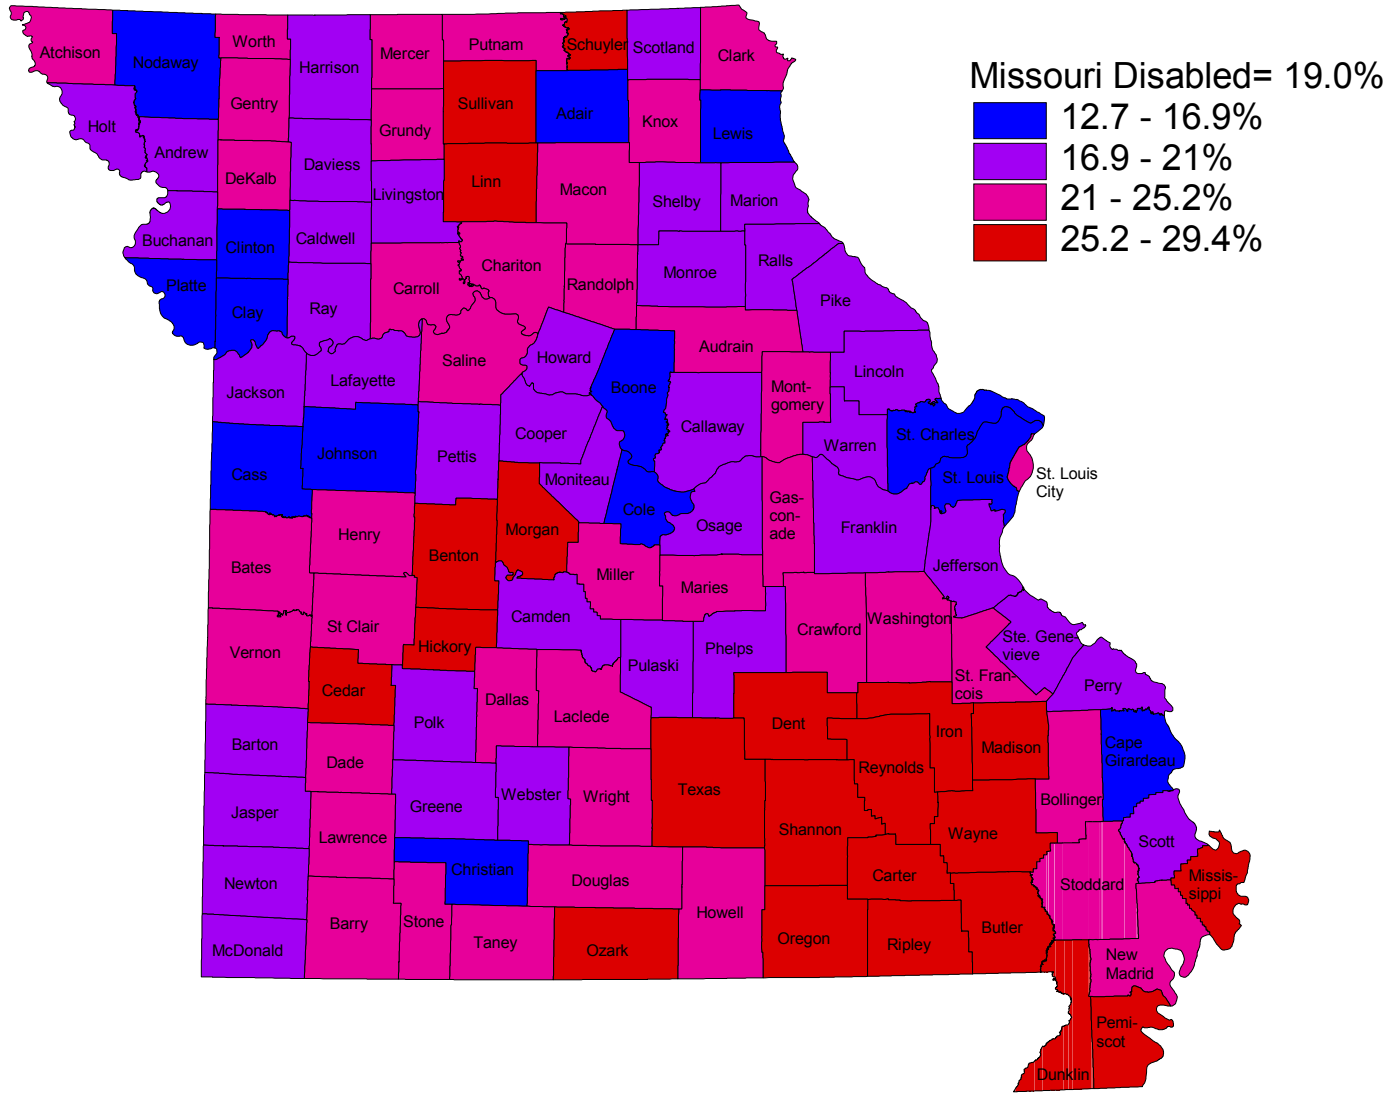 Missouri Disabled= 19.0%
12.7 - 16.9%
16.9 - 21%
21 - 25.2%
25.2 - 29.4%
Atchison
Nodaway
Worth
Harrison
Mercer
Putnam
Schuyler
Scotland
Clark
Holt
Andrew
Gentry
DeKalb
Daviess
Grundy
Livingston
Sullivan
Linn
Adair
Macon
Knox
Lewis
Shelby
Marion
Buchanan
Clinton
Caldwell
Platte
Clay
Ray
Carroll
Chariton
Randolph
Monroe
Ralls
Pike
Jackson
Lafayette
Saline
Howard
Boone
Audrain
Mont-
gomery
Lincoln
Callaway
Warren
St. Charles
St. Louis
St. Louis
City
Cass
Johnson
Pettis
Cooper
Moniteau
Cole
Osage
Gas-
con-
ade
Franklin
Jefferson
Bates
Henry
Benton
Morgan
Miller
Maries
Camden
Vernon
St Clair
Hickory
Pulaski
Phelps
Crawford
Washington
Ste. Gene-
vieve
St. Fran-
cois
Perry
Cedar
Polk
Dallas
Laclede
Dent
Iron
Madison
Reynolds
Bollinger
Cape
Girardeau
Barton
Dade
Jasper
Greene
Webster
Wright
Texas
Shannon
Wayne
Scott
Missis-
sippi
Lawrence
Christian
Newton
Douglas
Howell
Carter
Stoddard
McDonald
Barry
Stone
Taney
Ozark
Oregon
Ripley
Butler
New
Madrid
Pemi-
scot
Dunklin